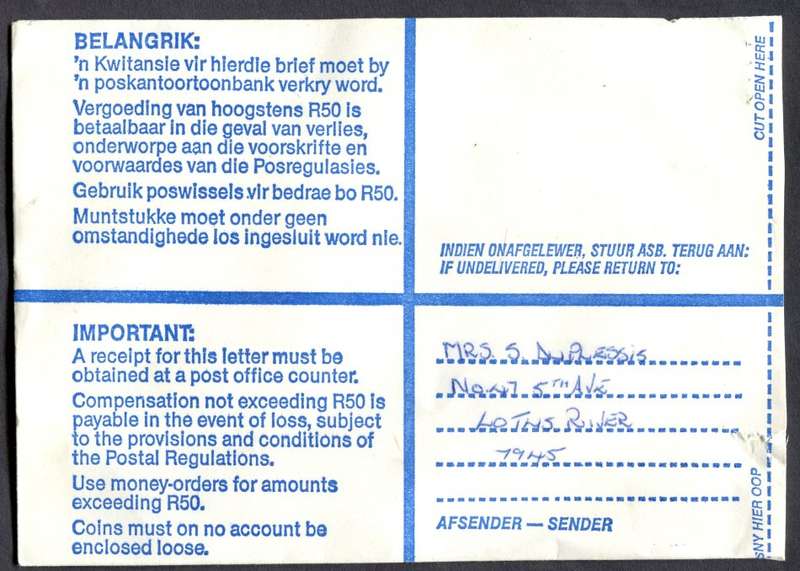 BELANGRIK:
'n Kwitansie vir hierdie brief moet by
'n poskantoortoonbank verkry word.
Vergoeding van hoogstens R50 is
betaalbaar in die geval van verlies,
onderworpe aan die voorskrifte en
voorwaardes van die Posregulasies.
Gebruik poswissels vir bedrae bo R50.
Muntstukke moet onder geen
omstandighede los ingesluit word nie.
CUT OPEN HERE
INDIEN ONAFGELEWER, STUUR ASB. TERUG AAN:
IF UNDELIVERED, PLEASE RETURN TO:
IMPORTANT:
A receipt for this letter must be
obtained at a post office counter.
Compensation not exceeding R50 is
payable in the event of loss, subject
to the provisions and conditions of
the Postal Regulations.
Use money-orders for amounts
exceeding R50.
Coins must on no account be
enclosed loose.
MRS. S. DU PLESSIS
No 47 5TH AVE
LOTUS RIVER
7945
AFSENDER — SENDER
SNY HIER OOP